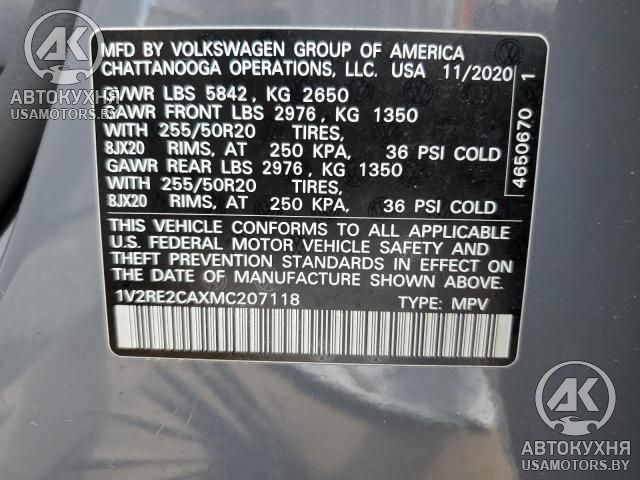 MFD BY VOLKSWAGEN GROUP OF AMERICA
CHATTANOOGA OPERATIONS, LLC. USA 11/2020
GVWR LBS 5842, KG 2650
GAWR FRONT LBS 2976, KG 1350
WITH 255/50R20 TIRES,
8JX20 RIMS, AT 250 KPA, 36 PSI COLD
GAWR REAR LBS 2976, KG 1350
WITH 255/50R20 TIRES,
8JX20 RIMS, AT 250 KPA, 36 PSI COLD
THIS VEHICLE CONFORMS TO ALL APPLICABLE
U.S. FEDERAL MOTOR VEHICLE SAFETY AND
THEFT PREVENTION STANDARDS IN EFFECT ON
THE DATE OF MANUFACTURE SHOWN ABOVE.
1V2RE2CAXMC207118 TYPE: MPV
4650670 1
АК
АВТОКУХНЯ
USAMOTORS.BY
АК
АВТОКУХНЯ
USAMOTORS.BY